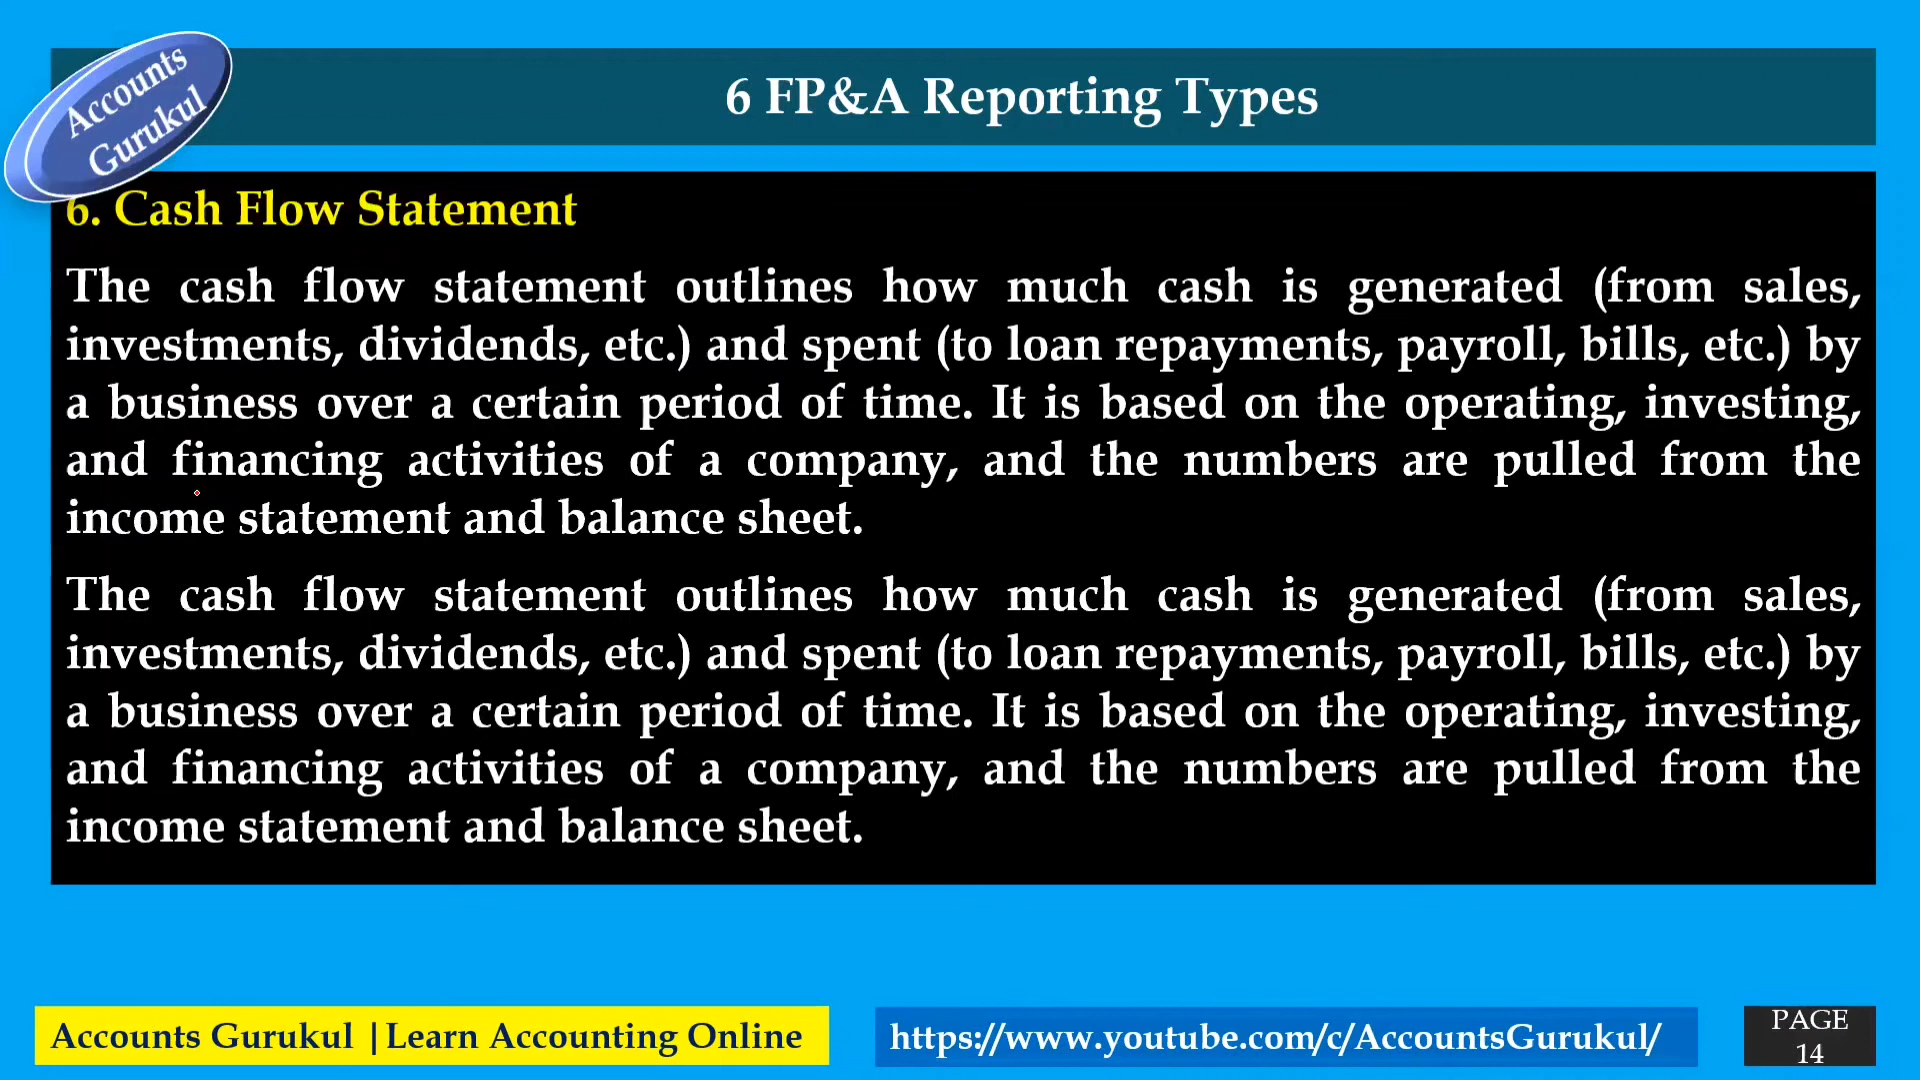 Accounts
Gurukul
6 FP&A Reporting Types
6. Cash Flow Statement
The cash flow statement outlines how much cash is generated (from sales,
investments, dividends, etc.) and spent (to loan repayments, payroll, bills, etc.) by
a business over a certain period of time. It is based on the operating, investing,
and financing activities of a company, and the numbers are pulled from the
income statement and balance sheet.
The cash flow statement outlines how much cash is generated (from sales,
investments, dividends, etc.) and spent (to loan repayments, payroll, bills, etc.) by
a business over a certain period of time. It is based on the operating, investing,
and financing activities of a company, and the numbers are pulled from the
income statement and balance sheet.
Accounts Gurukul | Learn Accounting Online
https://www.youtube.com/c/AccountsGurukul/
PAGE
14